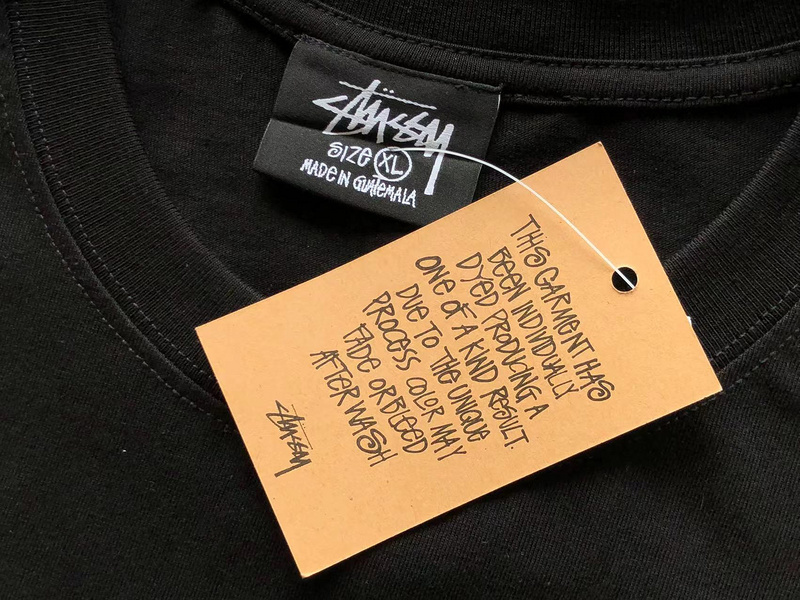 Stüssy
SIZE XL
MADE IN GUATEMALA
THIS GARMENT HAS
BEEN INDIVIDUALLY
DYED PRODUCING A
ONE OF A KIND RESULT.
DUE TO THE UNIQUE
PROCESS COLOR MAY
FADE OR BLEED
AFTER WASH
Stüssy